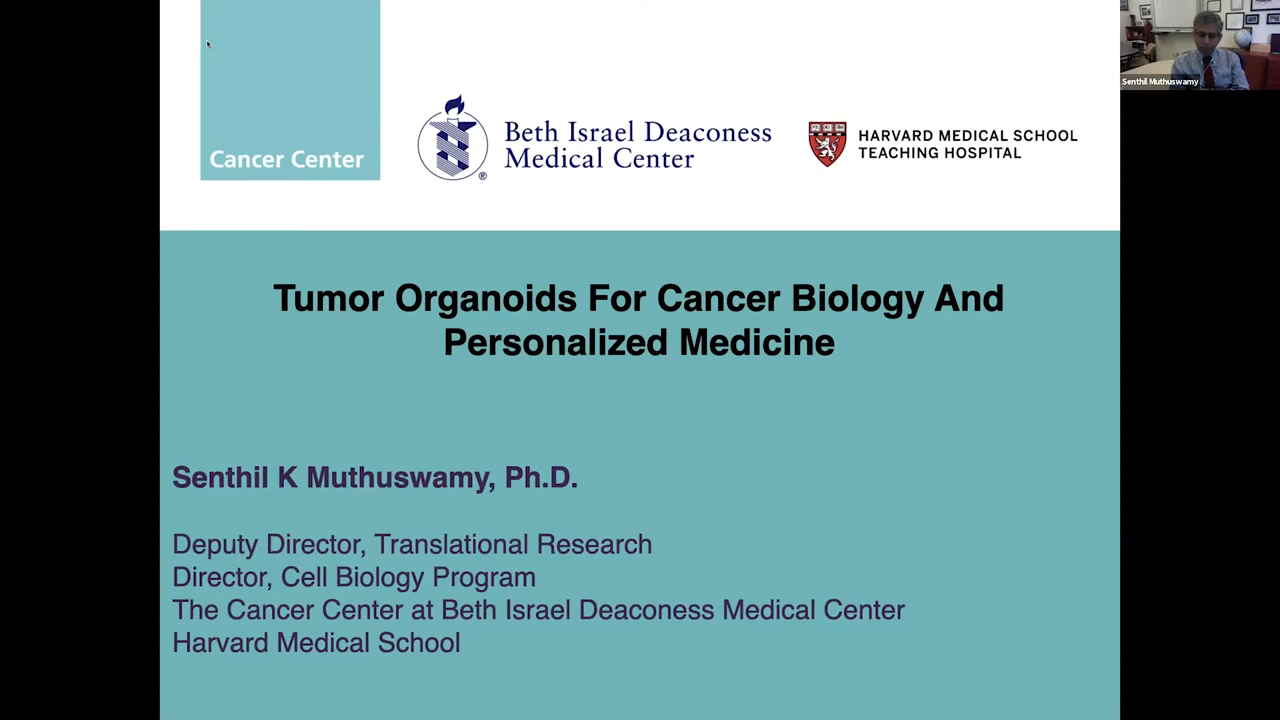 Senthil Muthuswamy
Cancer Center
Beth Israel Deaconess
Medical Center
®
HARVARD MEDICAL SCHOOL
TEACHING HOSPITAL
Tumor Organoids For Cancer Biology And
Personalized Medicine
Senthil K Muthuswamy, Ph.D.
Deputy Director, Translational Research
Director, Cell Biology Program
The Cancer Center at Beth Israel Deaconess Medical Center
Harvard Medical School